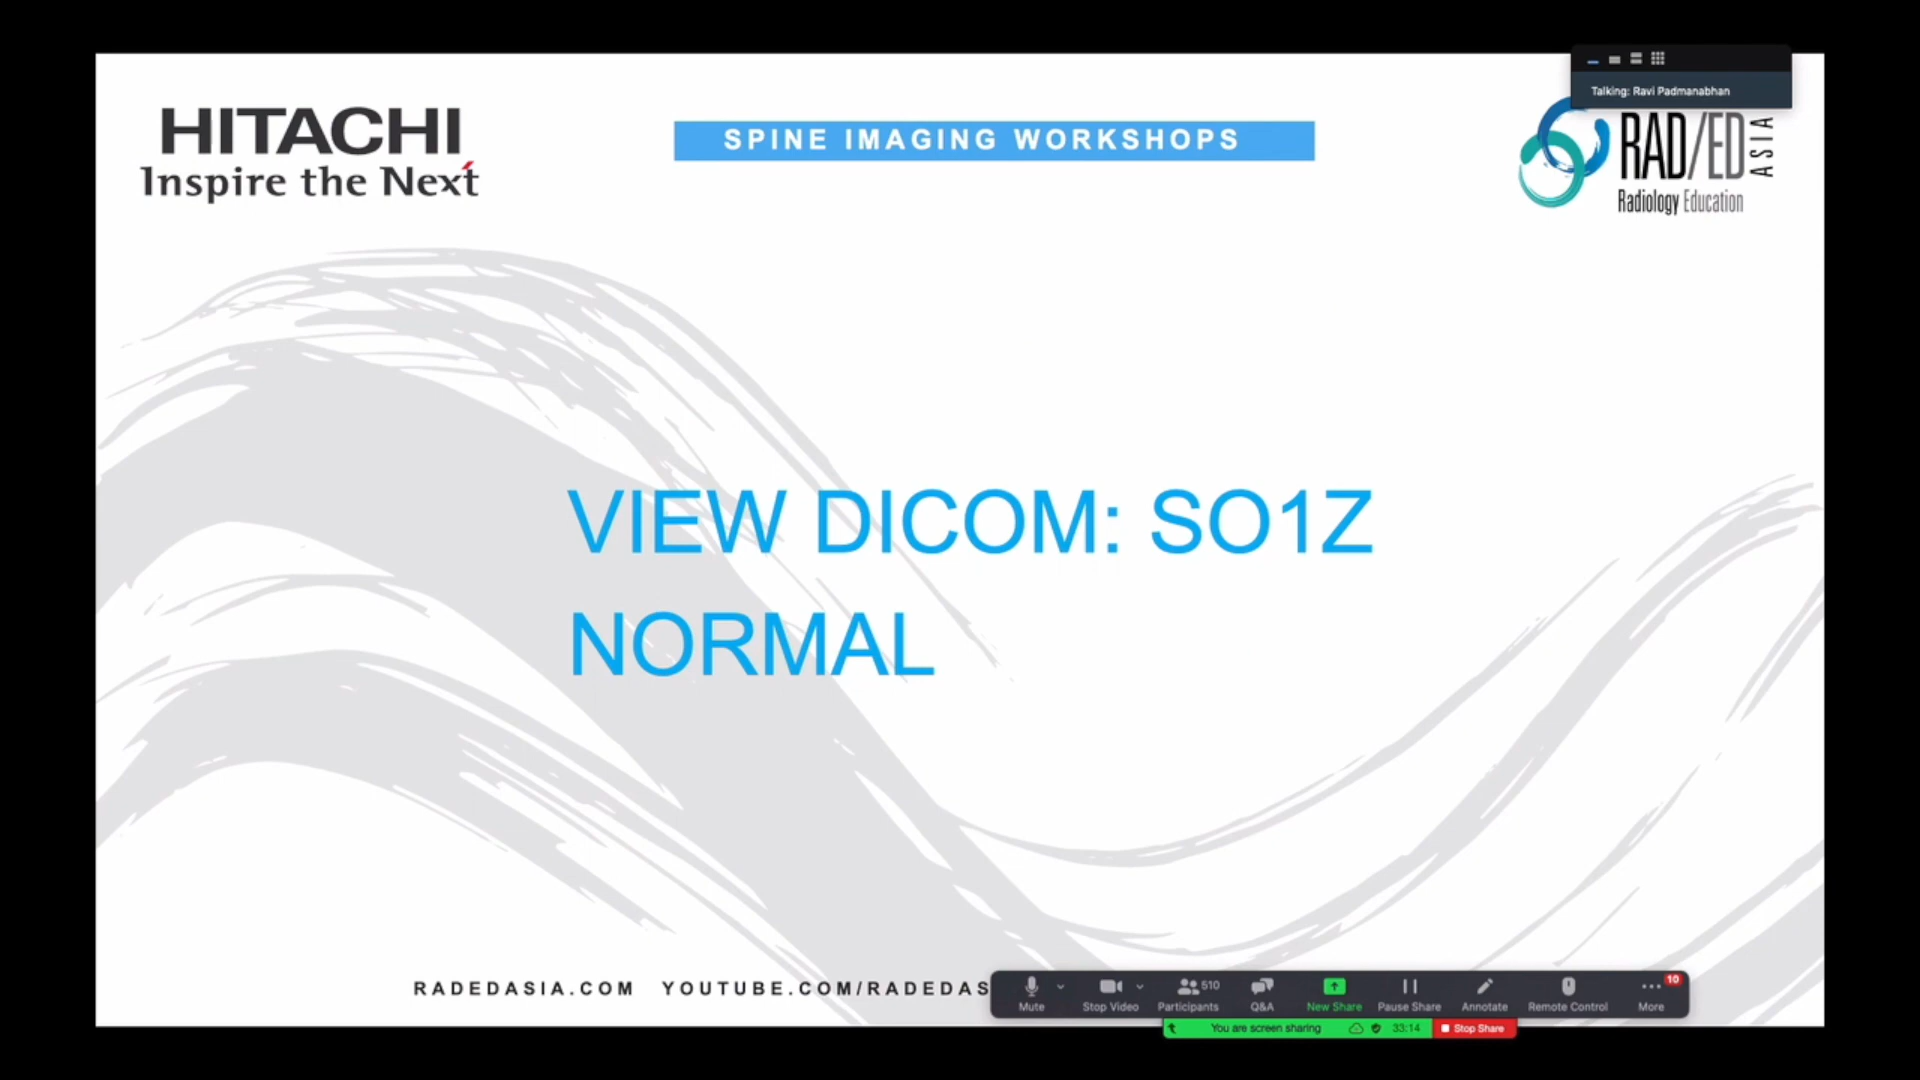 Talking: Ravi Padmanabhan
HITACHI
Inspire the Next
SPINE IMAGING WORKSHOPS
RAD/ED ASIA
Radiology Education
VIEW DICOM: SO1Z
NORMAL
RADEDASIA.COM YOUTUBE.COM/RADEDAS
510
10
Mute Stop Video Participants Q&A New Share Pause Share Annotate Remote Control More
You are screen sharing 33:14 Stop Share